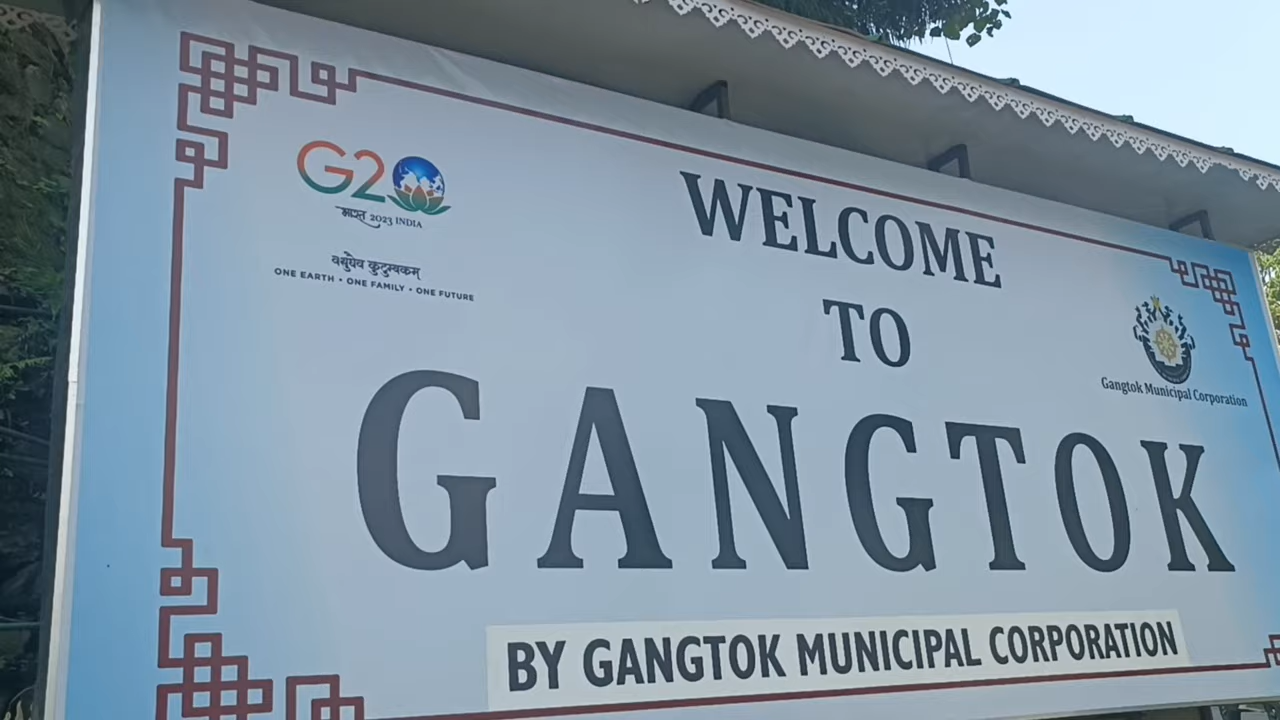 G20
भारत 2023 INDIA
वसुधैव कुटुम्बकम्
ONE EARTH • ONE FAMILY • ONE FUTURE
WELCOME
TO
GANGTOK
Gangtok Municipal Corporation
BY GANGTOK MUNICIPAL CORPORATION